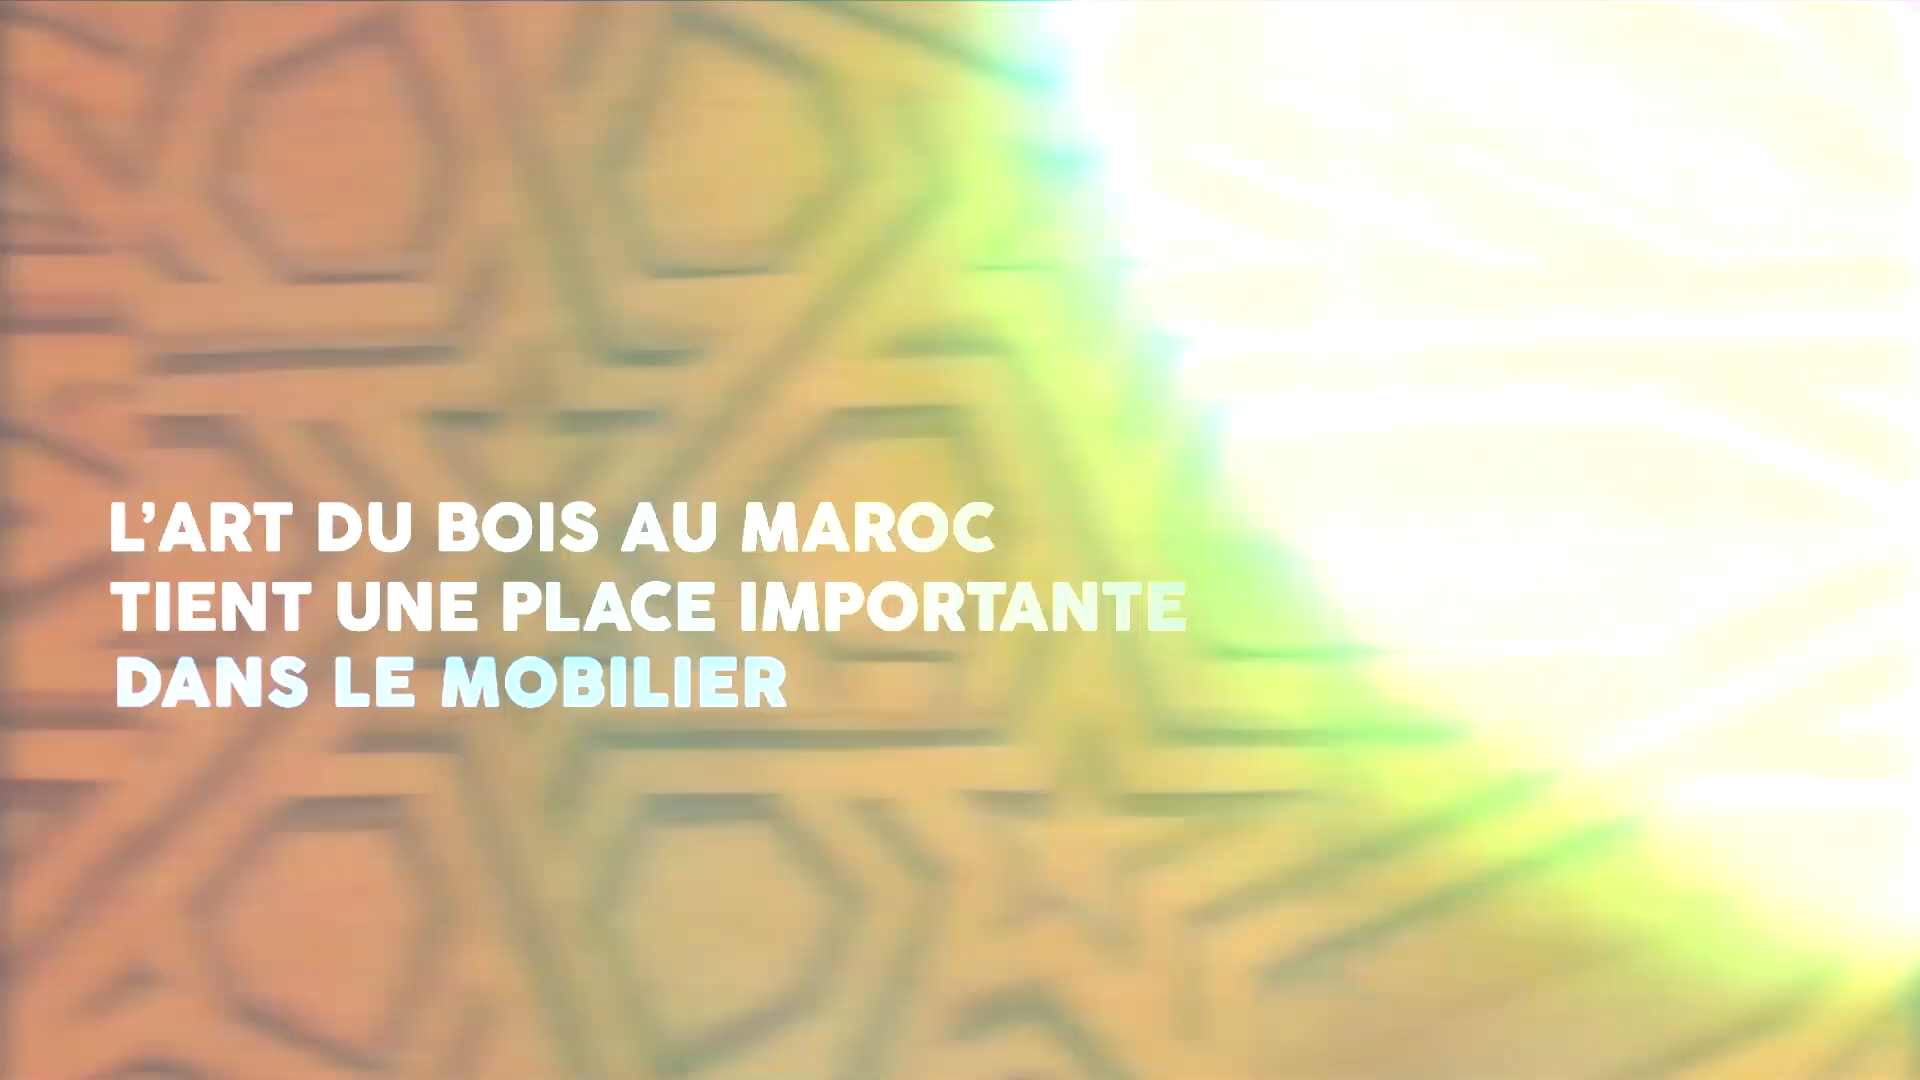 L’ART DU BOIS AU MAROC
TIENT UNE PLACE IMPORTANTE
DANS LE MOBILIER